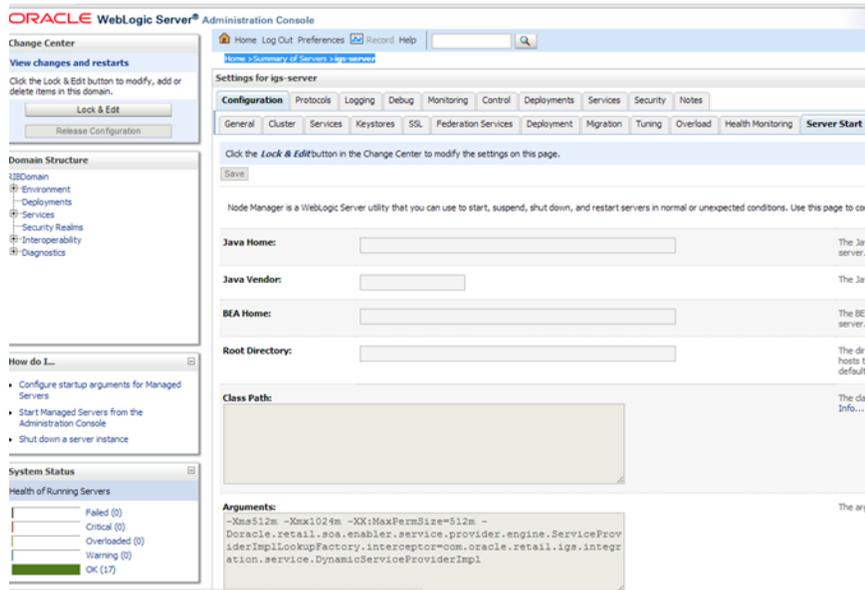 ORACLE WebLogic Server® Administration Console
Change Center
View changes and restarts
Click the Lock & Edit button to modify, add or
delete items in this domain.
Lock & Edit
Release Configuration
Domain Structure
RIBDomain
Environment
Deployments
Services
Security Realms
Interoperability
Diagnostics
How do I...
Configure startup arguments for Managed
Servers
Start Managed Servers from the
Administration Console
Shut down a server instance
System Status
Health of Running Servers
Failed (0)
Critical (0)
Overloaded (0)
Warning (0)
OK (17)
Home Log Out Preferences Record Help
Home >Summary of Servers >igs-server
Settings for igs-server
Configuration Protocols Logging Debug Monitoring Control Deployments Services Security Notes
General Cluster Services Keystores SSL Federation Services Deployment Migration Tuning Overload Health Monitoring Server Start
Click the Lock & Edit button in the Change Center to modify the settings on this page.
Save
Node Manager is a WebLogic Server utility that you can use to start, suspend, shut down, and restart servers in normal or unexpected conditions. Use this page to co
Java Home:
The Ja
server.
Java Vendor:
The Ja
BEA Home:
The BE
server.
Root Directory:
The dir
hosts t
default
Class Path:
The cla
Info...
Arguments:
The arg
-Xms512m -Xmx1024m -XX:MaxPermSize=512m -
Doracle.retail.soa.enabler.service.provider.engine.ServiceProv
iderImplLookupFactory.interceptor=com.oracle.retail.igs.integr
ation.service.DynamicServiceProviderImpl